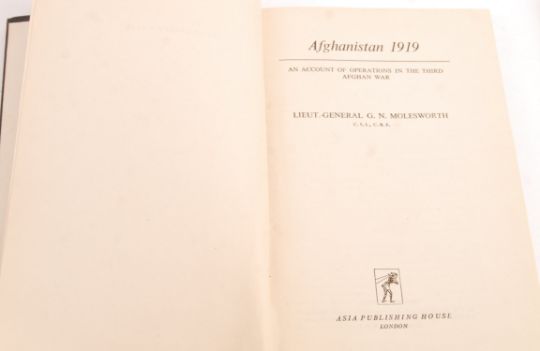 Afghanistan 1919
AN ACCOUNT OF OPERATIONS IN THE THIRD
AFGHAN WAR
LIEUT.-GENERAL G. N. MOLESWORTH
C.S.I., C.B.E.
ASIA PUBLISHING HOUSE
LONDON